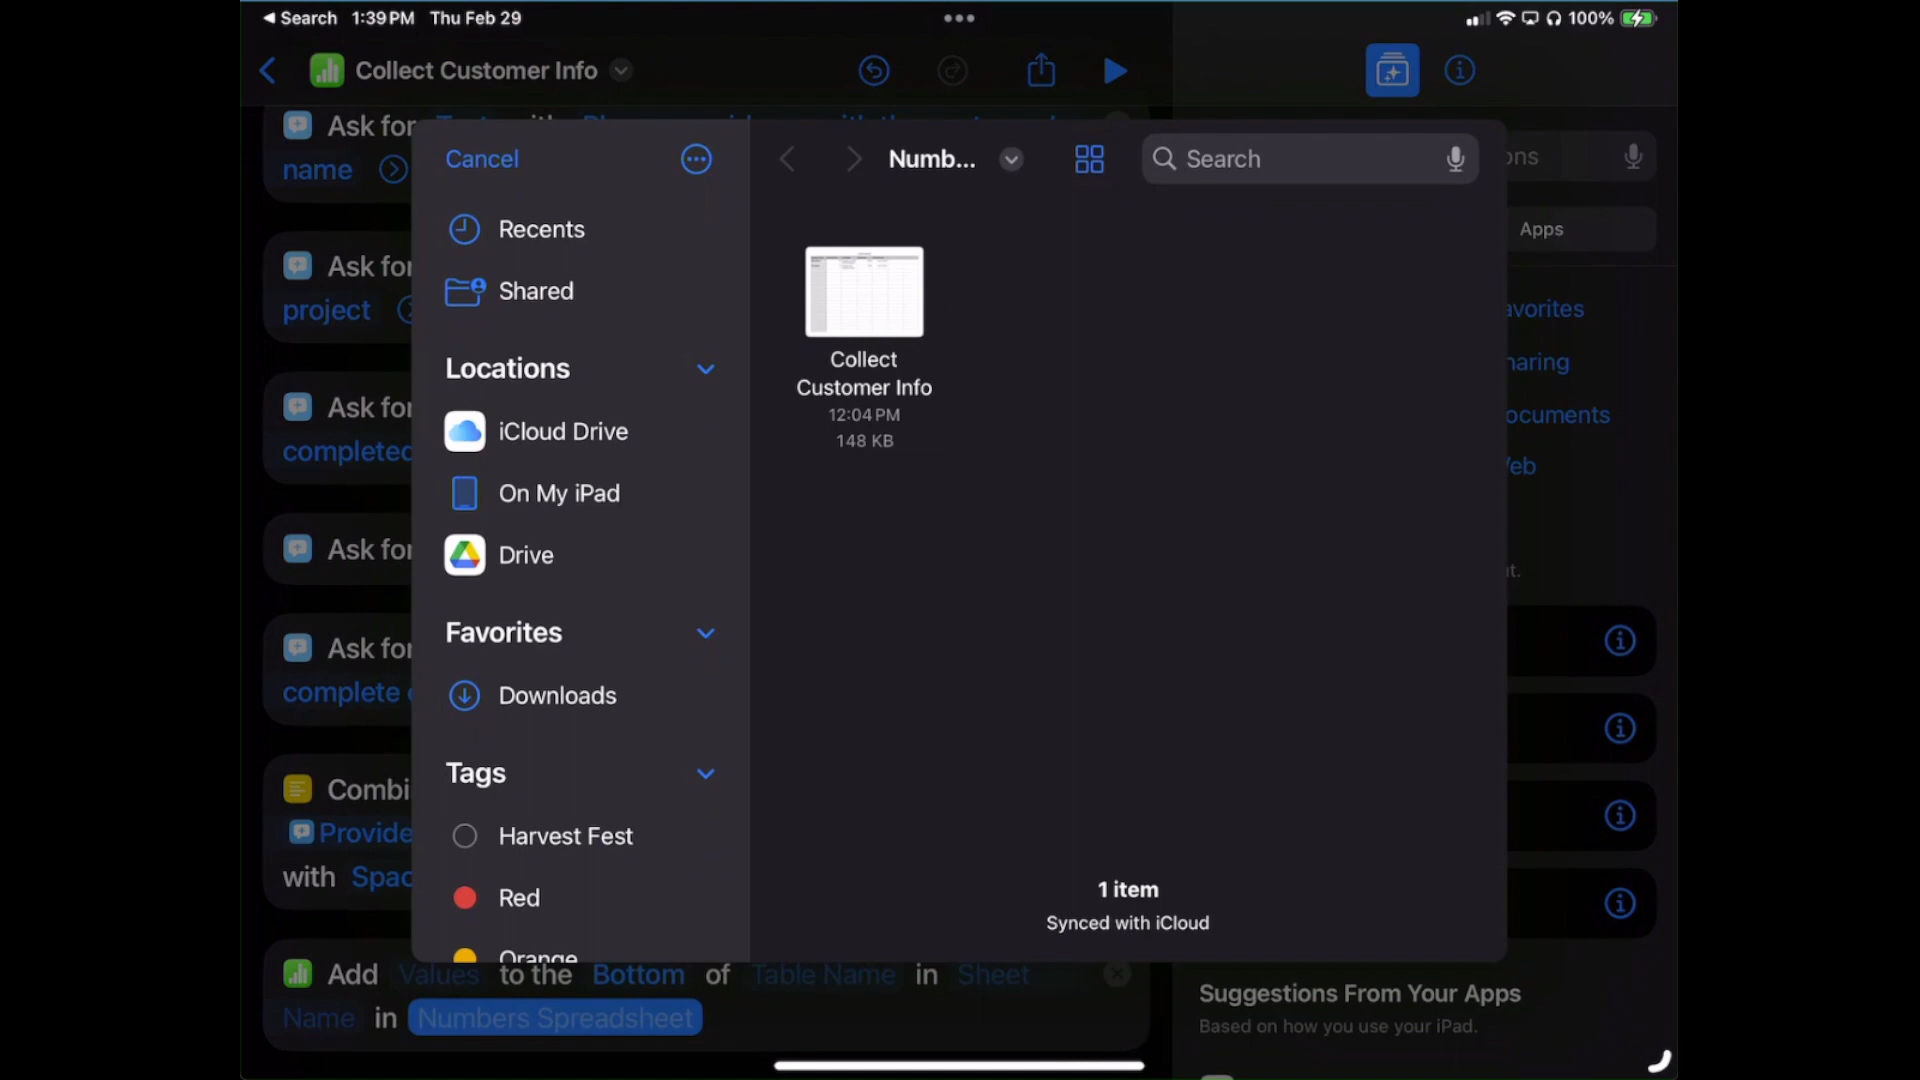 ◀ Search 1:39 PM Thu Feb 29
100%
Collect Customer Info
Ask for
name
Ask for
project
Ask for
completed
Ask for
Ask for
complete
Combi
Provide
with Spac
Add Values to the Bottom of Table Name in Sheet
Name in Numbers Spreadsheet
Cancel
Recents
Shared
Locations
iCloud Drive
On My iPad
Drive
Favorites
Downloads
Tags
Harvest Fest
Red
Orange
Numb...
Search
Collect
Customer Info
12:04 PM
148 KB
1 item
Synced with iCloud
ons
Apps
avorites
haring
ocuments
eb
t.
Suggestions From Your Apps
Based on how you use your iPad.